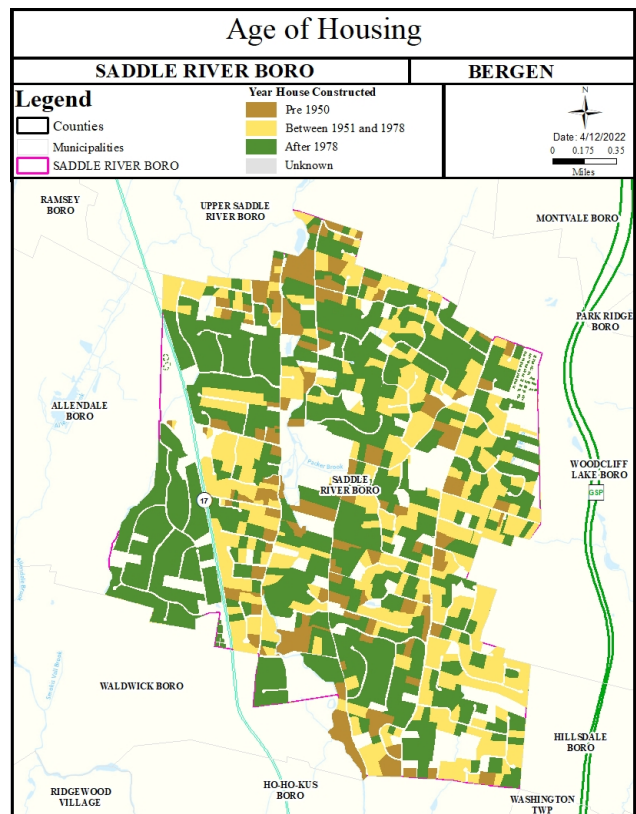 Age of Housing
SADDLE RIVER BORO
BERGEN
Legend
Counties
Municipalities
SADDLE RIVER BORO
Year House Constructed
Pre 1950
Between 1951 and 1978
After 1978
Unknown
N
Date: 4/12/2022
0 0.175 0.35
Miles
RAMSEY
BORO
UPPER SADDLE
RIVER BORO
MONTVALE BORO
PARK RIDGE
BORO
ALLENDALE
BORO
WOODCLIFF
LAKE BORO
GSP
SADDLE
RIVER BORO
17
WALDWICK BORO
HILLSDALE
BORO
RIDGEWOOD
VILLAGE
HO-HO-KUS
BORO
WASHINGTON
TWP